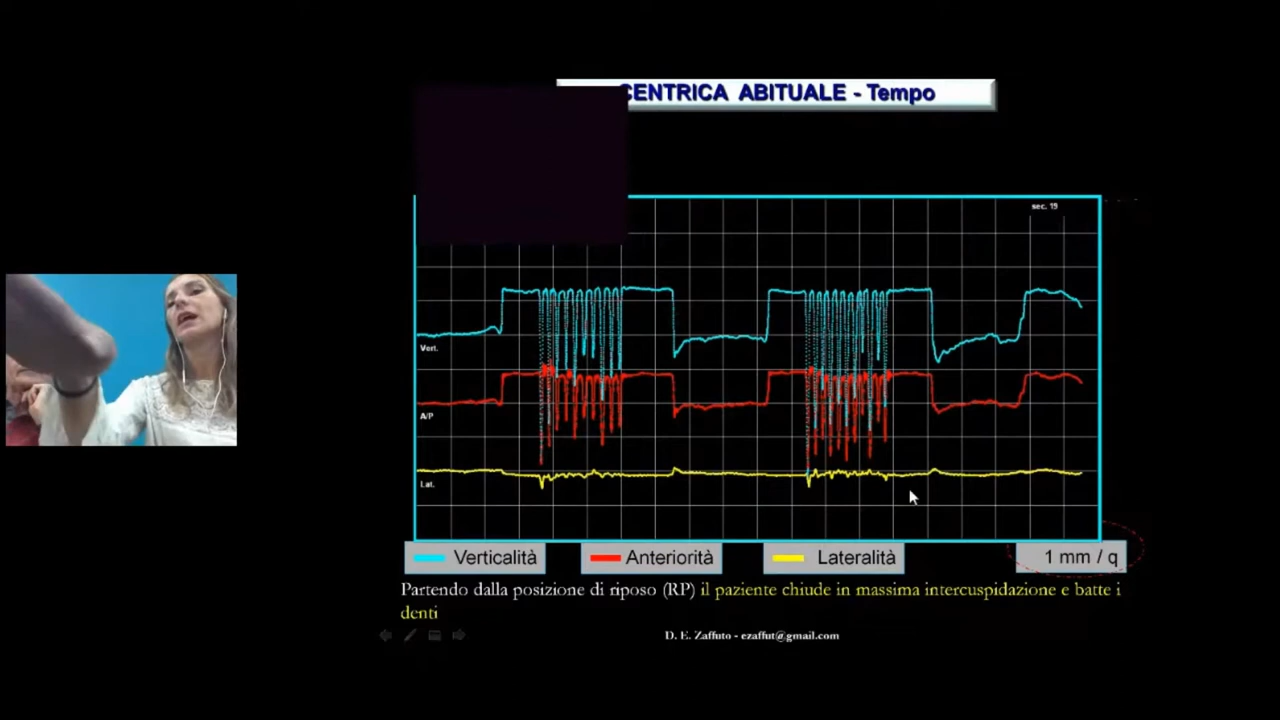 CENTRICA ABITUALE - Tempo
sec. 19
Vert.
A/P
Lat.
Verticalità
Anteriorità
Lateralità
1 mm / q
Partendo dalla posizione di riposo (RP) il paziente chiude in massima intercuspidazione e batte i
denti
D. E. Zaffuto - ezaffut@gmail.com